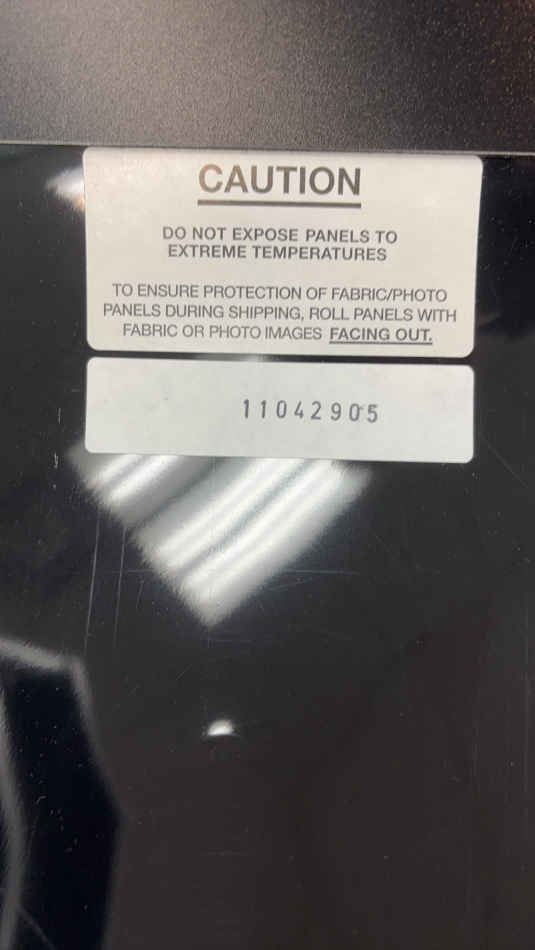 CAUTION
DO NOT EXPOSE PANELS TO
EXTREME TEMPERATURES
TO ENSURE PROTECTION OF FABRIC/PHOTO
PANELS DURING SHIPPING, ROLL PANELS WITH
FABRIC OR PHOTO IMAGES FACING OUT.
11042905